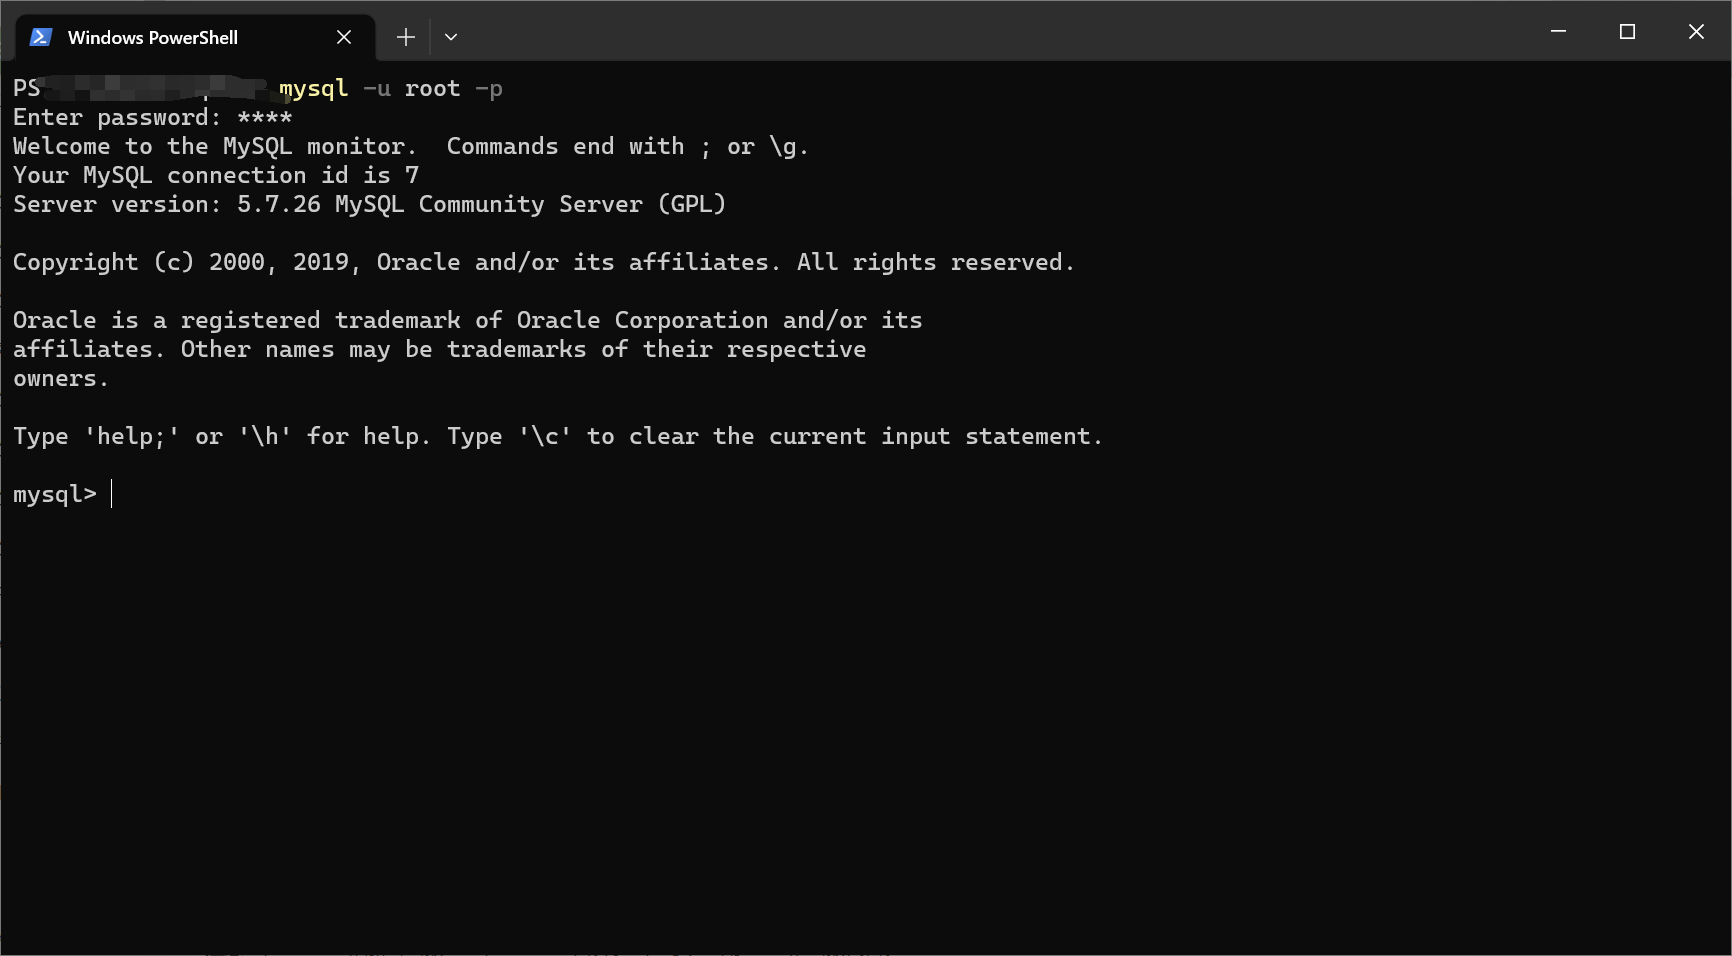 Windows PowerShell
PS mysql -u root -p
Enter password: ****
Welcome to the MySQL monitor.  Commands end with ; or \g.
Your MySQL connection id is 7
Server version: 5.7.26 MySQL Community Server (GPL)
Copyright (c) 2000, 2019, Oracle and/or its affiliates. All rights reserved.
Oracle is a registered trademark of Oracle Corporation and/or its
affiliates. Other names may be trademarks of their respective
owners.
Type 'help;' or '\h' for help. Type '\c' to clear the current input statement.
mysql>